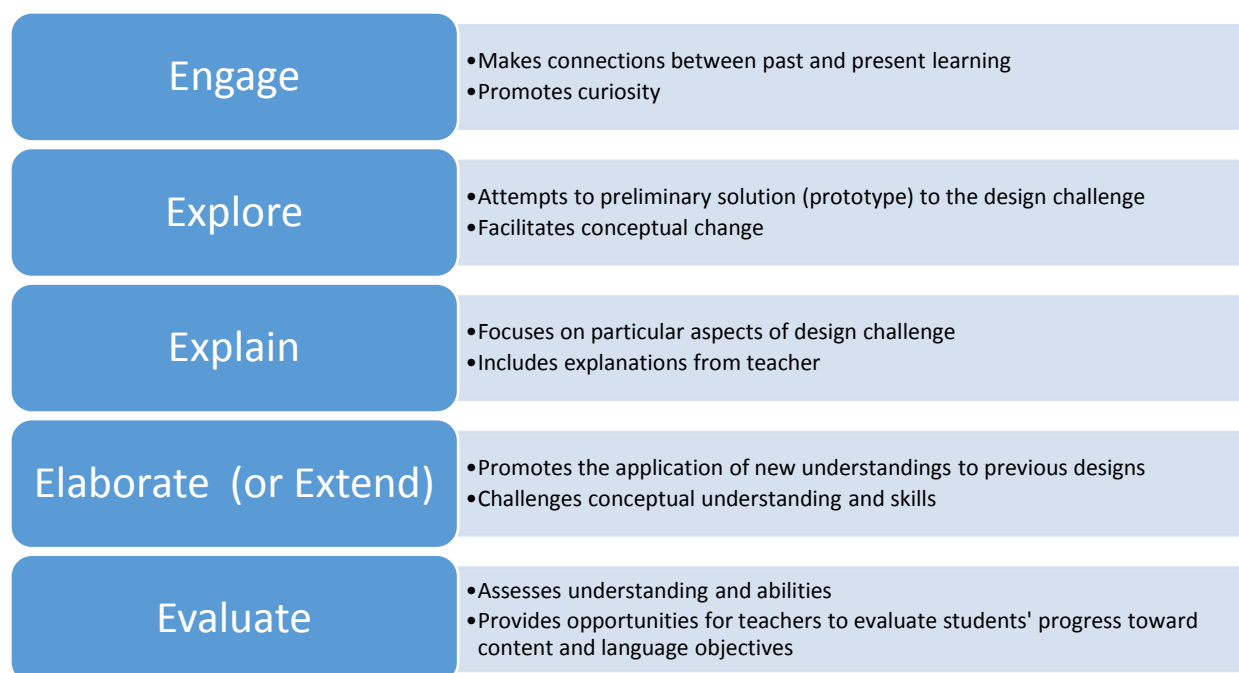 Engage
•Makes connections between past and present learning
•Promotes curiosity
Explore
•Attempts to preliminary solution (prototype) to the design challenge
•Facilitates conceptual change
Explain
•Focuses on particular aspects of design challenge
•Includes explanations from teacher
Elaborate (or Extend)
•Promotes the application of new understandings to previous designs
•Challenges conceptual understanding and skills
Evaluate
•Assesses understanding and abilities
•Provides opportunities for teachers to evaluate students' progress toward
content and language objectives